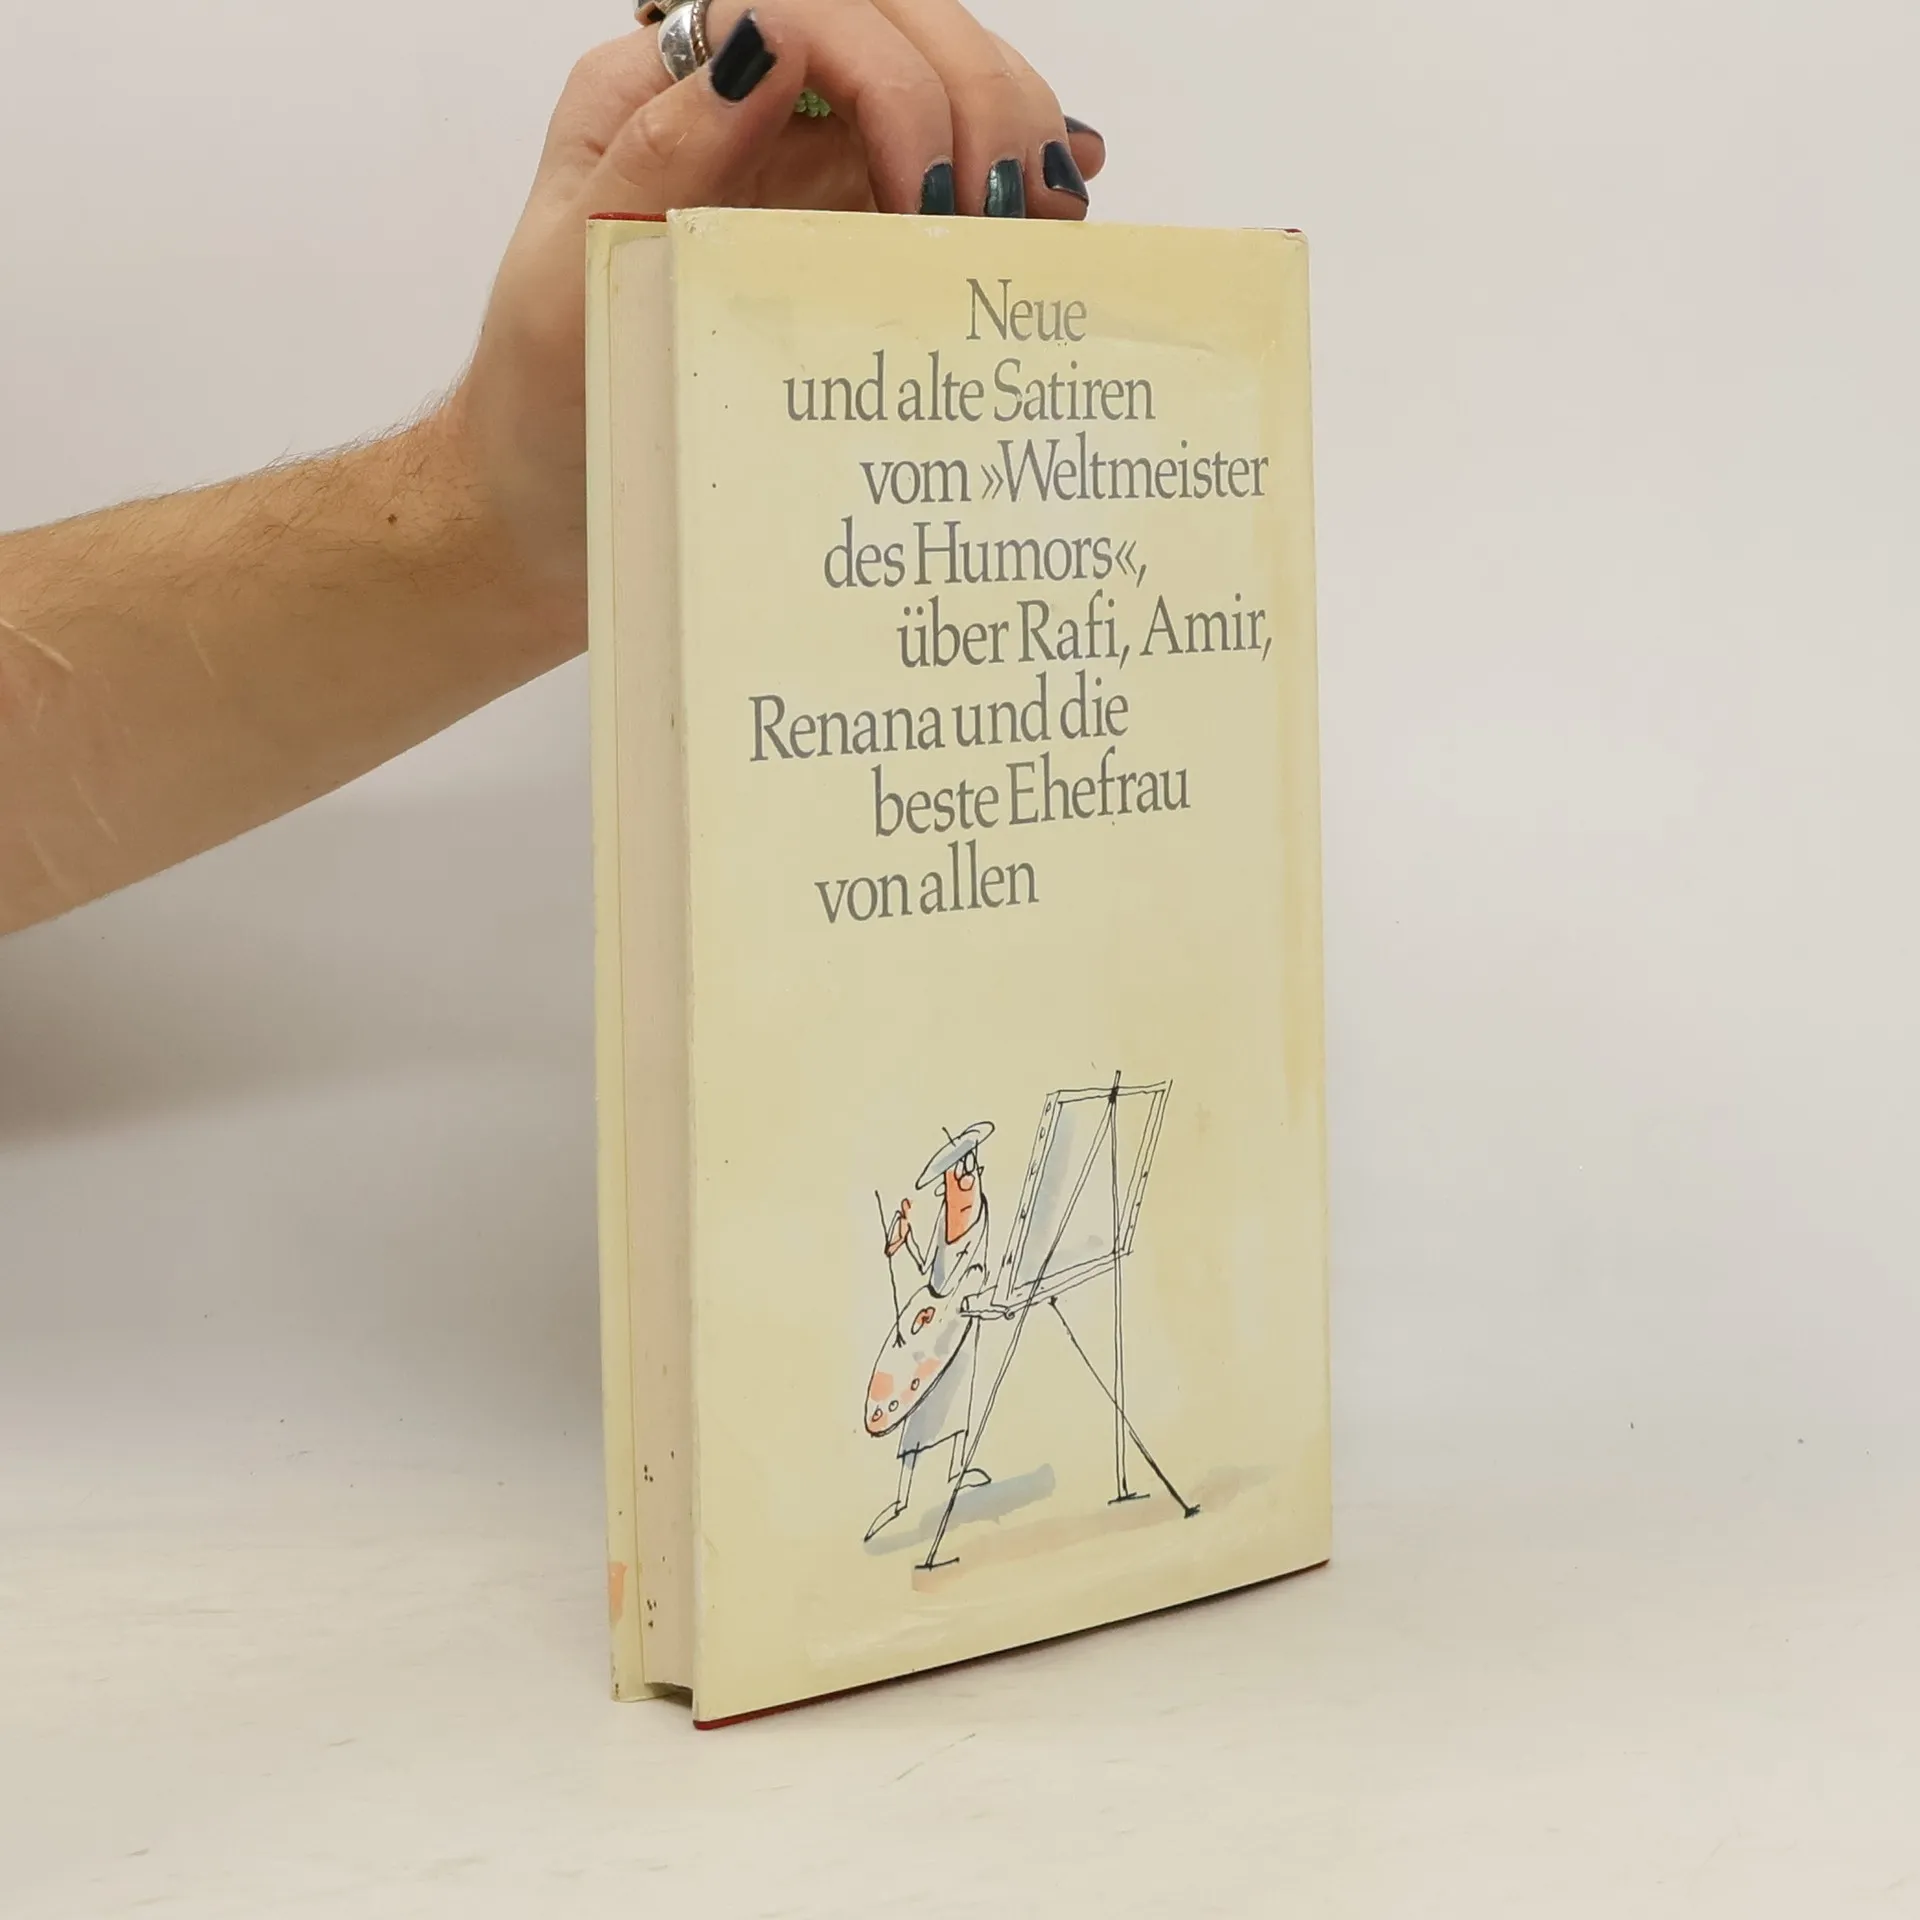 Neue
und alte Satiren
vom »Weltmeister
des Humors«,
über Rafi, Amir,
Renana und die
beste Ehefrau
von allen